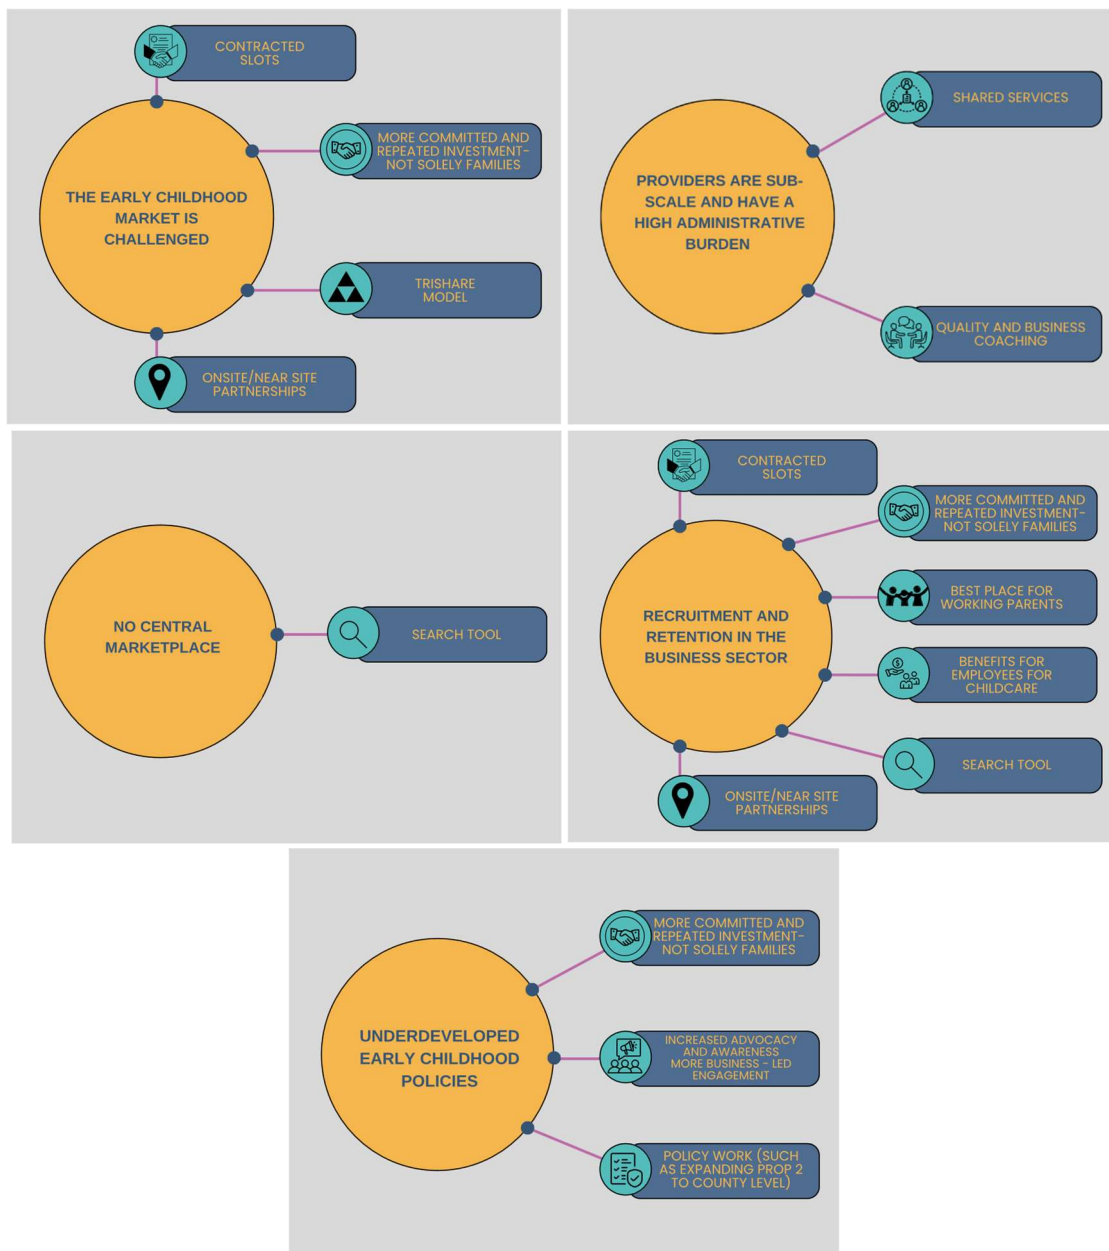 CONTRACTED
SLOTS
MORE COMMITTED AND
REPEATED INVESTMENT-
NOT SOLELY FAMILIES
THE EARLY CHILDHOOD
MARKET IS
CHALLENGED
TRISHARE
MODEL
ONSITE/NEAR SITE
PARTNERSHIPS
SHARED SERVICES
PROVIDERS ARE SUB-
SCALE AND HAVE A
HIGH ADMINISTRATIVE
BURDEN
QUALITY AND BUSINESS
COACHING
NO CENTRAL
MARKETPLACE
SEARCH TOOL
CONTRACTED
SLOTS
MORE COMMITTED AND
REPEATED INVESTMENT-
NOT SOLELY FAMILIES
BEST PLACE FOR
WORKING PARENTS
RECRUITMENT AND
RETENTION IN THE
BUSINESS SECTOR
BENEFITS FOR
EMPLOYEES FOR
CHILDCARE
SEARCH TOOL
ONSITE/NEAR SITE
PARTNERSHIPS
MORE COMMITTED AND
REPEATED INVESTMENT-
NOT SOLELY FAMILIES
UNDERDEVELOPED
EARLY CHILDHOOD
POLICIES
INCREASED ADVOCACY
AND AWARENESS
MORE BUSINESS - LED
ENGAGEMENT
POLICY WORK (SUCH
AS EXPANDING PROP 2
TO COUNTY LEVEL)